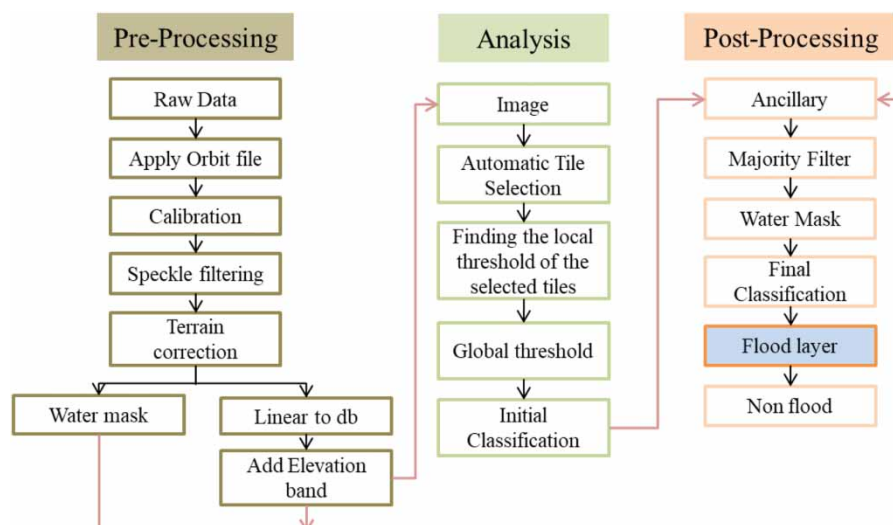 Pre-Processing
Raw Data
Apply Orbit file
Calibration
Speckle filtering
Terrain
correction
Water mask
Linear to db
Add Elevation
band
Analysis
Image
Automatic Tile
Selection
Finding the local
threshold of the
selected tiles
Global threshold
Initial
Classification
Post-Processing
Ancillary
Majority Filter
Water Mask
Final
Classification
Flood layer
Non flood